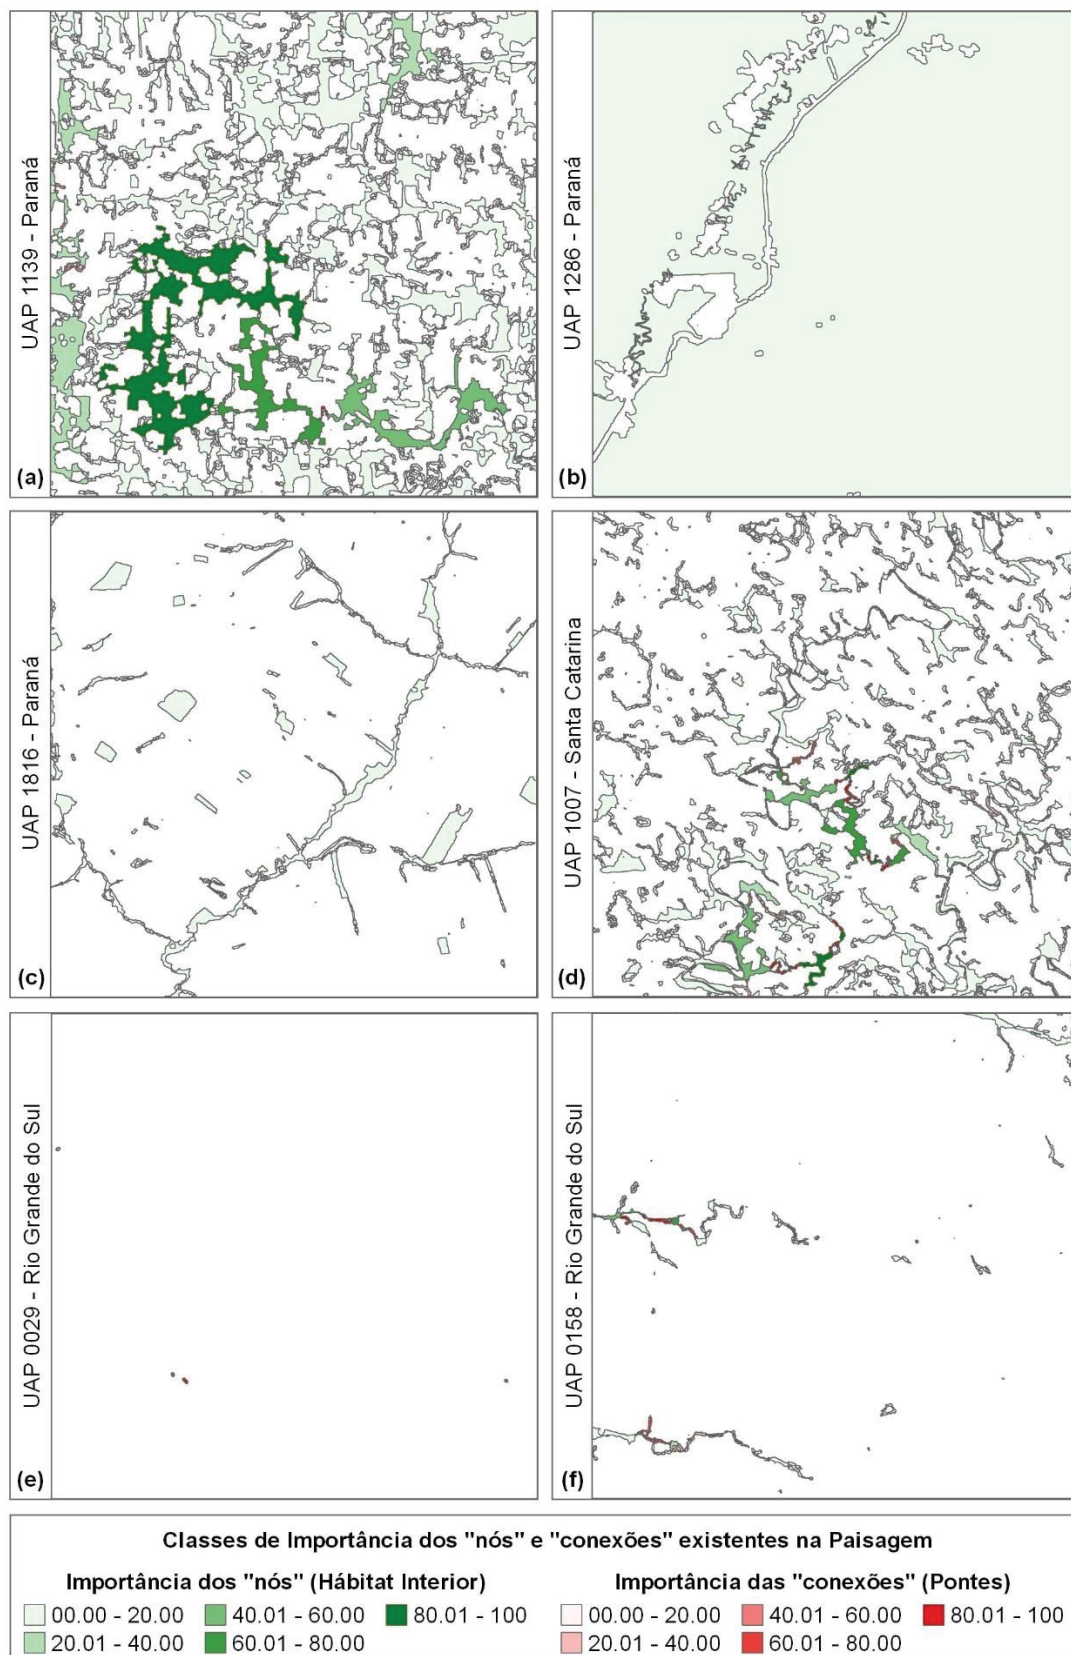 UAP 1139 - Paraná
(a)
UAP 1286 - Paraná
(b)
UAP 1816 - Paraná
(c)
UAP 1007 - Santa Catarina
(d)
UAP 0029 - Rio Grande do Sul
(e)
UAP 0158 - Rio Grande do Sul
(f)
Classes de Importância dos "nós" e "conexões" existentes na Paisagem
Importância dos "nós" (Hábitat Interior)
00.00 - 20.00 40.01 - 60.00 80.01 - 100
20.01 - 40.00 60.01 - 80.00
Importância das "conexões" (Pontes)
00.00 - 20.00 40.01 - 60.00 80.01 - 100
20.01 - 40.00 60.01 - 80.00